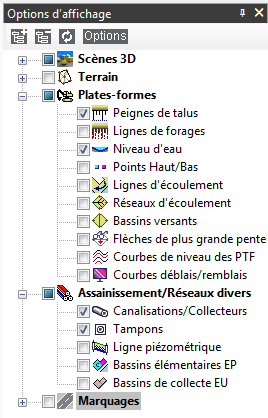 Options d'affichage
Options
Scènes 3D
Terrain
Plates-formes
Peignes de talus
Lignes de forages
Niveau d'eau
Points Haut/Bas
Lignes d'écoulement
Réseaux d'écoulement
Bassins versants
Flèches de plus grande pente
Courbes de niveau des PTF
Courbes déblais/remblais
Assainissement/Réseaux divers
Canalisations/Collecteurs
Tampons
Ligne piézométrique
Bassins élémentaires EP
Bassins de collecte EU
Marquages